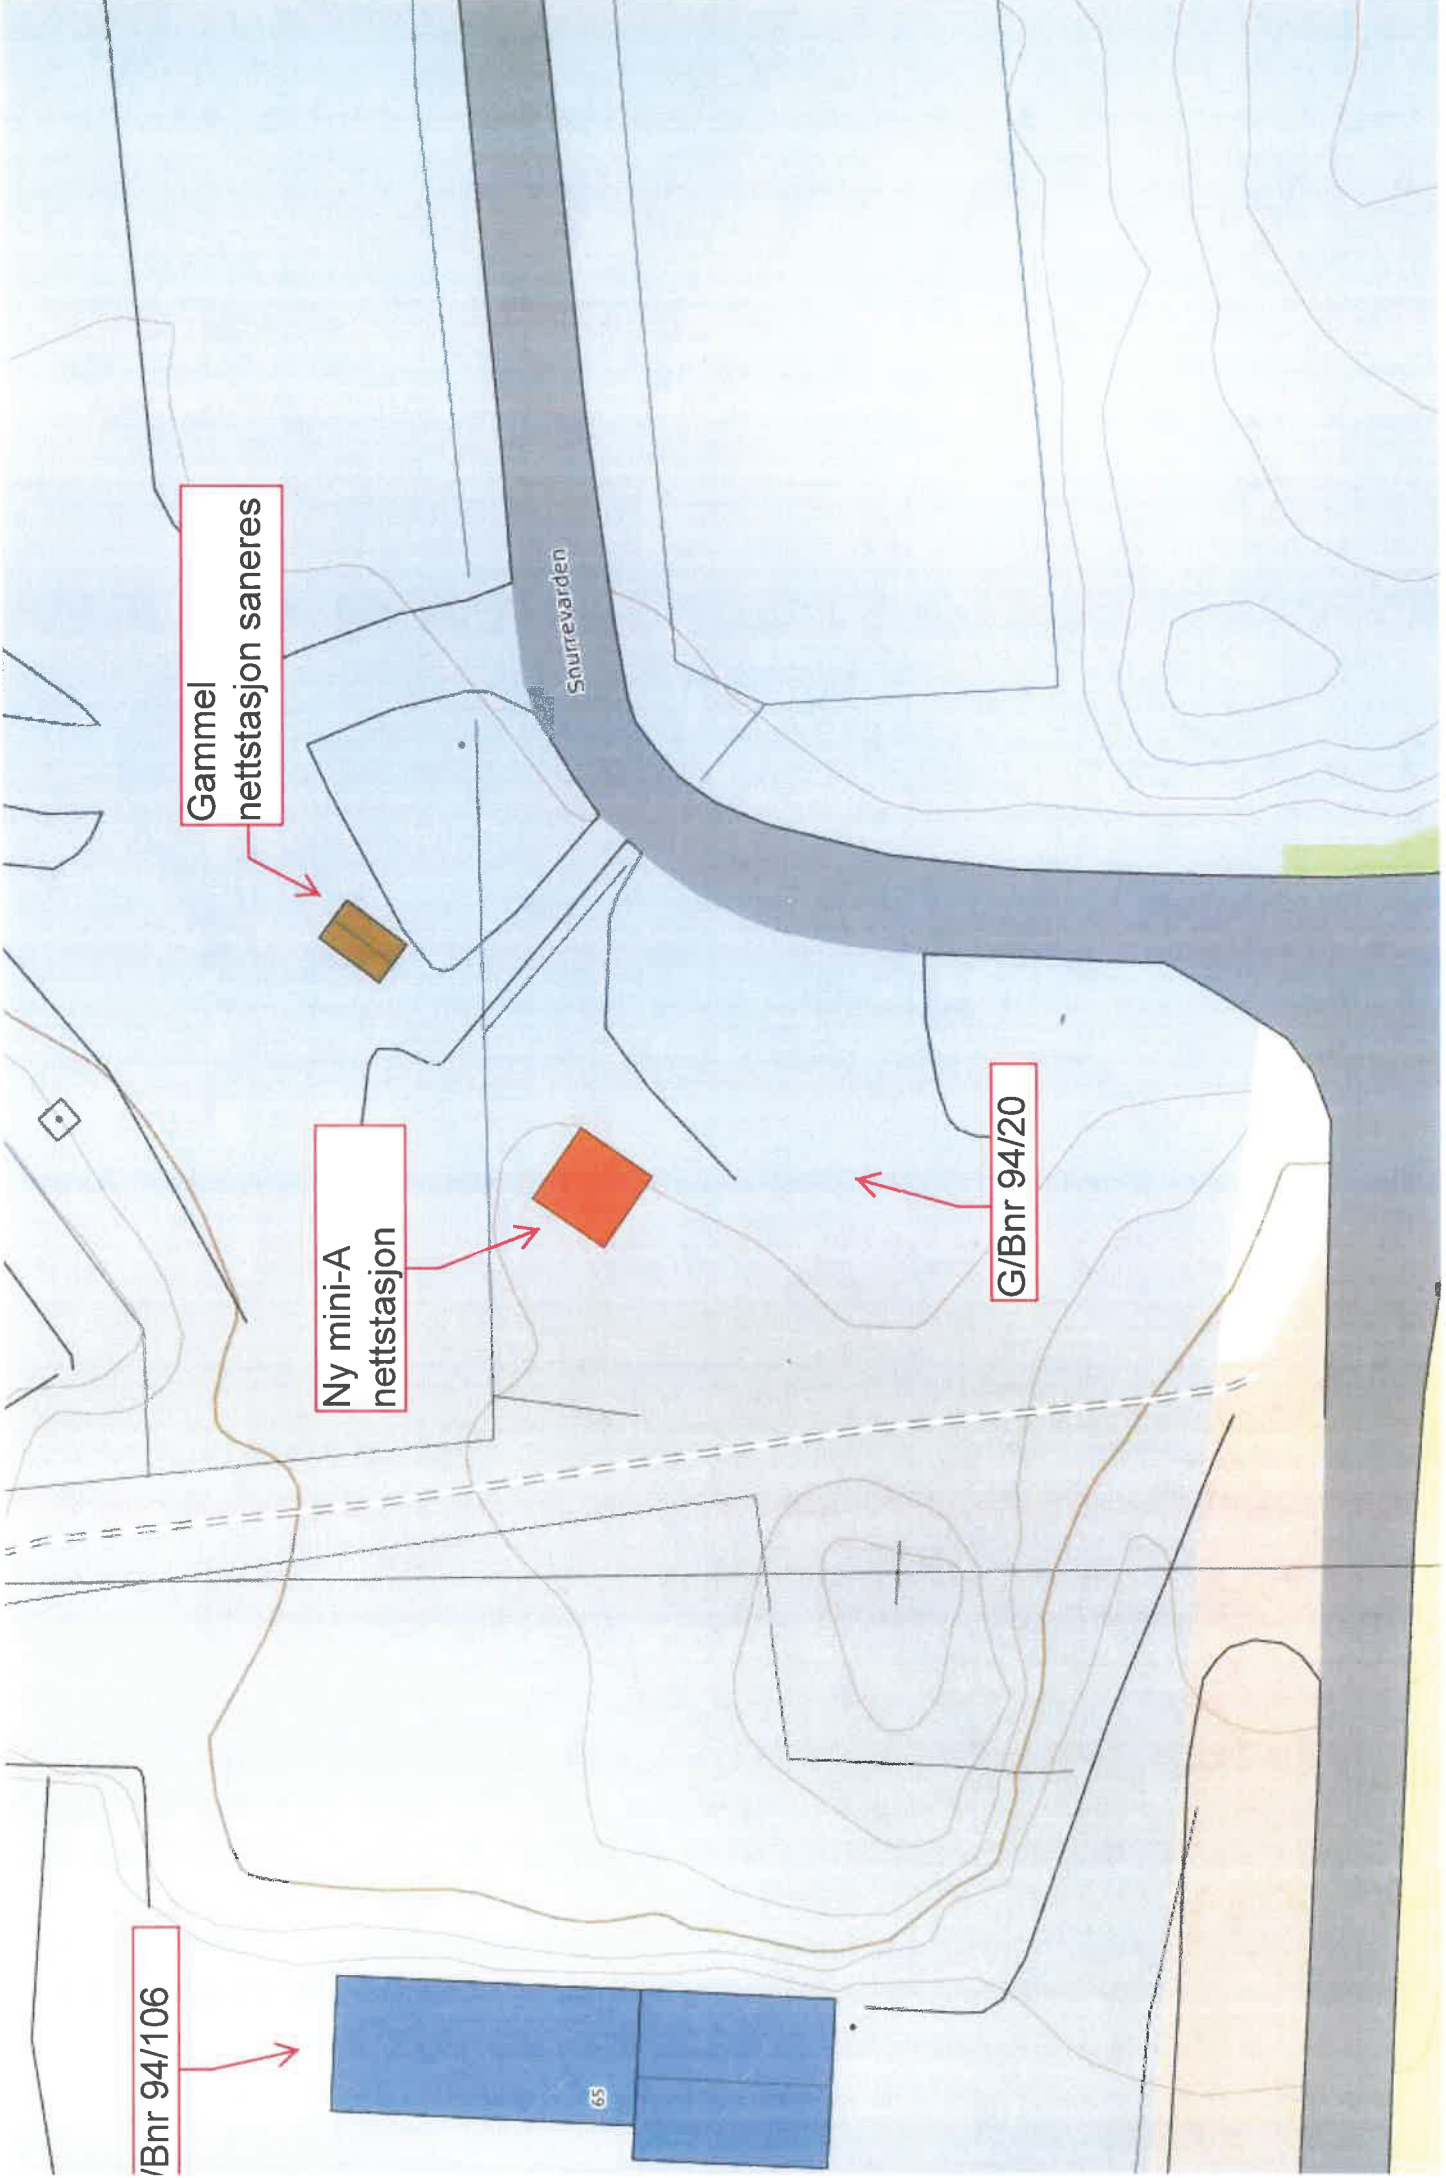 /Bnr 94/106
65
Ny mini-A
nettstasjon
Gammel
nettstasjon saneres
G/Bnr 94/20
Snurrevarden